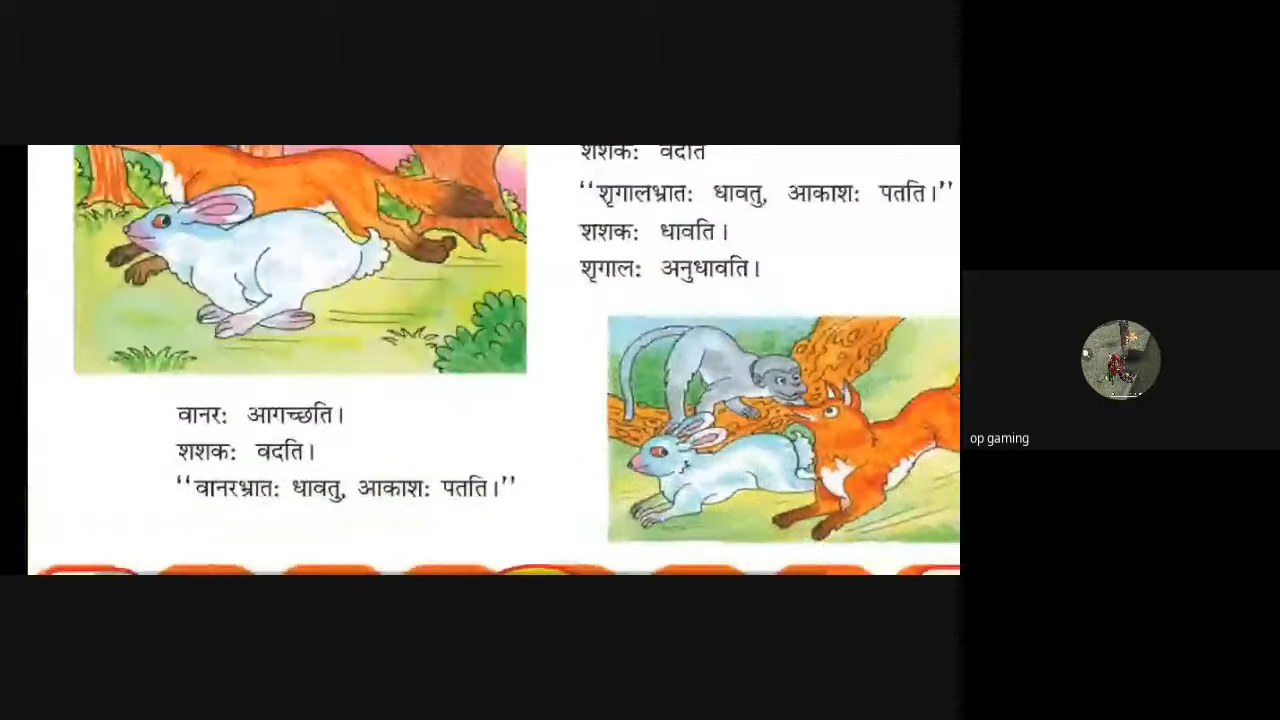 शशकः वदति
“शृगालभ्रातः धावतु, आकाशः पतति।”
शशकः धावति।
शृगालः अनुधावति।
वानरः आगच्छति।
शशकः वदति।
“वानरभ्रातः धावतु, आकाशः पतति।”
op gaming